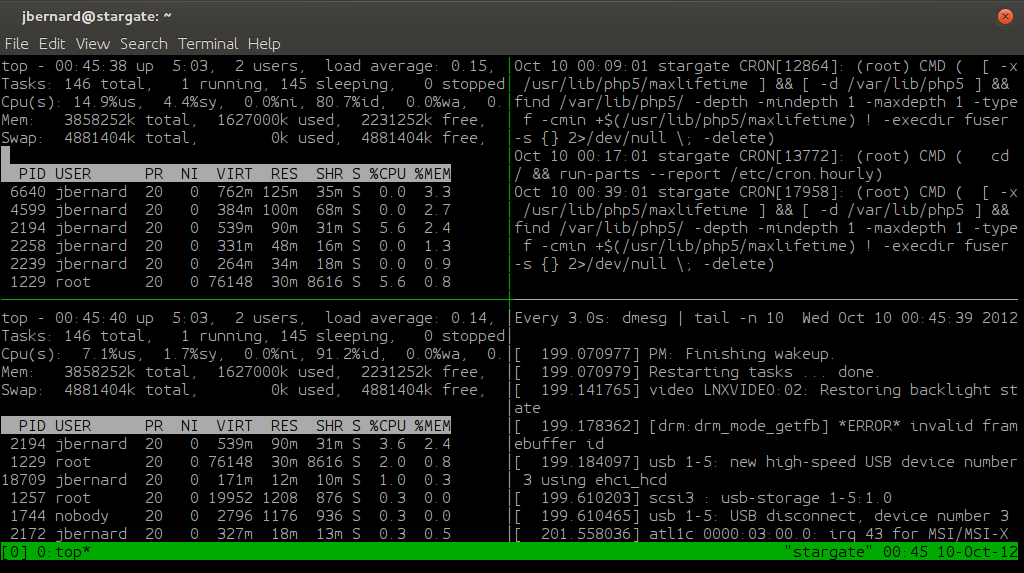 jbernard@stargate: ~
File Edit View Search Terminal Help
top - 00:45:38 up  5:03,  2 users,  load average: 0.15,
Tasks: 146 total,   1 running, 145 sleeping,   0 stopped
Cpu(s): 14.9%us,  4.4%sy,  0.0%ni, 80.7%id,  0.0%wa,  0.
Mem:   3858252k total,  1627000k used,  2231252k free,
Swap:  4881404k total,        0k used,  4881404k free,
  PID USER      PR  NI  VIRT  RES  SHR S %CPU %MEM
 6640 jbernard  20   0  762m 125m  35m S  0.0  3.3
 4599 jbernard  20   0  384m 100m  68m S  0.0  2.7
 2194 jbernard  20   0  539m  90m  31m S  5.6  2.4
 2258 jbernard  20   0  331m  48m  16m S  0.0  1.3
 2239 jbernard  20   0  264m  34m  18m S  0.0  0.9
 1229 root      20   0 76148  30m 8616 S  5.6  0.8
Oct 10 00:09:01 stargate CRON[12864]: (root) CMD (  [ -x
 /usr/lib/php5/maxlifetime ] && [ -d /var/lib/php5 ] &&
find /var/lib/php5/ -depth -mindepth 1 -maxdepth 1 -type
 f -cmin +$(/usr/lib/php5/maxlifetime) ! -execdir fuser
-s {} 2>/dev/null \; -delete)
Oct 10 00:17:01 stargate CRON[13772]: (root) CMD (   cd
/ && run-parts --report /etc/cron.hourly)
Oct 10 00:39:01 stargate CRON[17958]: (root) CMD (  [ -x
 /usr/lib/php5/maxlifetime ] && [ -d /var/lib/php5 ] &&
find /var/lib/php5/ -depth -mindepth 1 -maxdepth 1 -type
 f -cmin +$(/usr/lib/php5/maxlifetime) ! -execdir fuser
-s {} 2>/dev/null \; -delete)
top - 00:45:40 up  5:03,  2 users,  load average: 0.14,
Tasks: 146 total,   1 running, 145 sleeping,   0 stopped
Cpu(s):  7.1%us,  1.7%sy,  0.0%ni, 91.2%id,  0.0%wa,  0.
Mem:   3858252k total,  1627000k used,  2231252k free,
Swap:  4881404k total,        0k used,  4881404k free,
  PID USER      PR  NI  VIRT  RES  SHR S %CPU %MEM
 2194 jbernard  20   0  539m  90m  31m S  3.6  2.4
 1229 root      20   0 76148  30m 8616 S  2.0  0.8
18709 jbernard  20   0  171m  12m  10m S  1.0  0.3
 1257 root      20   0 19952 1208  876 S  0.3  0.0
 1744 nobody    20   0  2796 1176  936 S  0.3  0.0
 2172 jbernard  20   0  327m  18m  13m S  0.3  0.5
Every 3.0s: dmesg | tail -n 10  Wed Oct 10 00:45:39 2012
[  199.070977] PM: Finishing wakeup.
[  199.070979] Restarting tasks ... done.
[  199.141765] video LNXVIDEO:02: Restoring backlight st
ate
[  199.178362] [drm:drm_mode_getfb] *ERROR* invalid fram
ebuffer id
[  199.184097] usb 1-5: new high-speed USB device number
 3 using ehci_hcd
[  199.610203] scsi3 : usb-storage 1-5:1.0
[  199.610465] usb 1-5: USB disconnect, device number 3
[  201.558036] atl1c 0000:03:00.0: irq 43 for MSI/MSI-X
[0] 0:top*
"stargate" 00:45 10-Oct-12